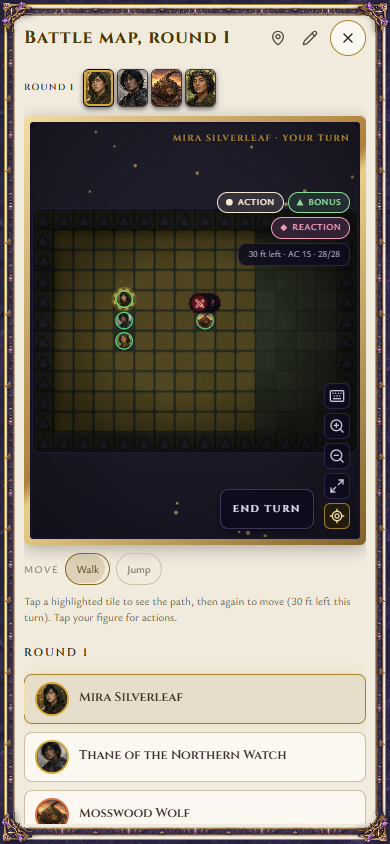 Battle map, round 1
ROUND 1
MIRA SILVERLEAF · YOUR TURN
ACTION
BONUS
REACTION
30 ft left · AC 15 · 28/28
END TURN
MOVE
Walk
Jump
Tap a highlighted tile to see the path, then again to move (30 ft left this
turn). Tap your figure for actions.
ROUND 1
Mira Silverleaf
Thane of the Northern Watch
Mosswood Wolf